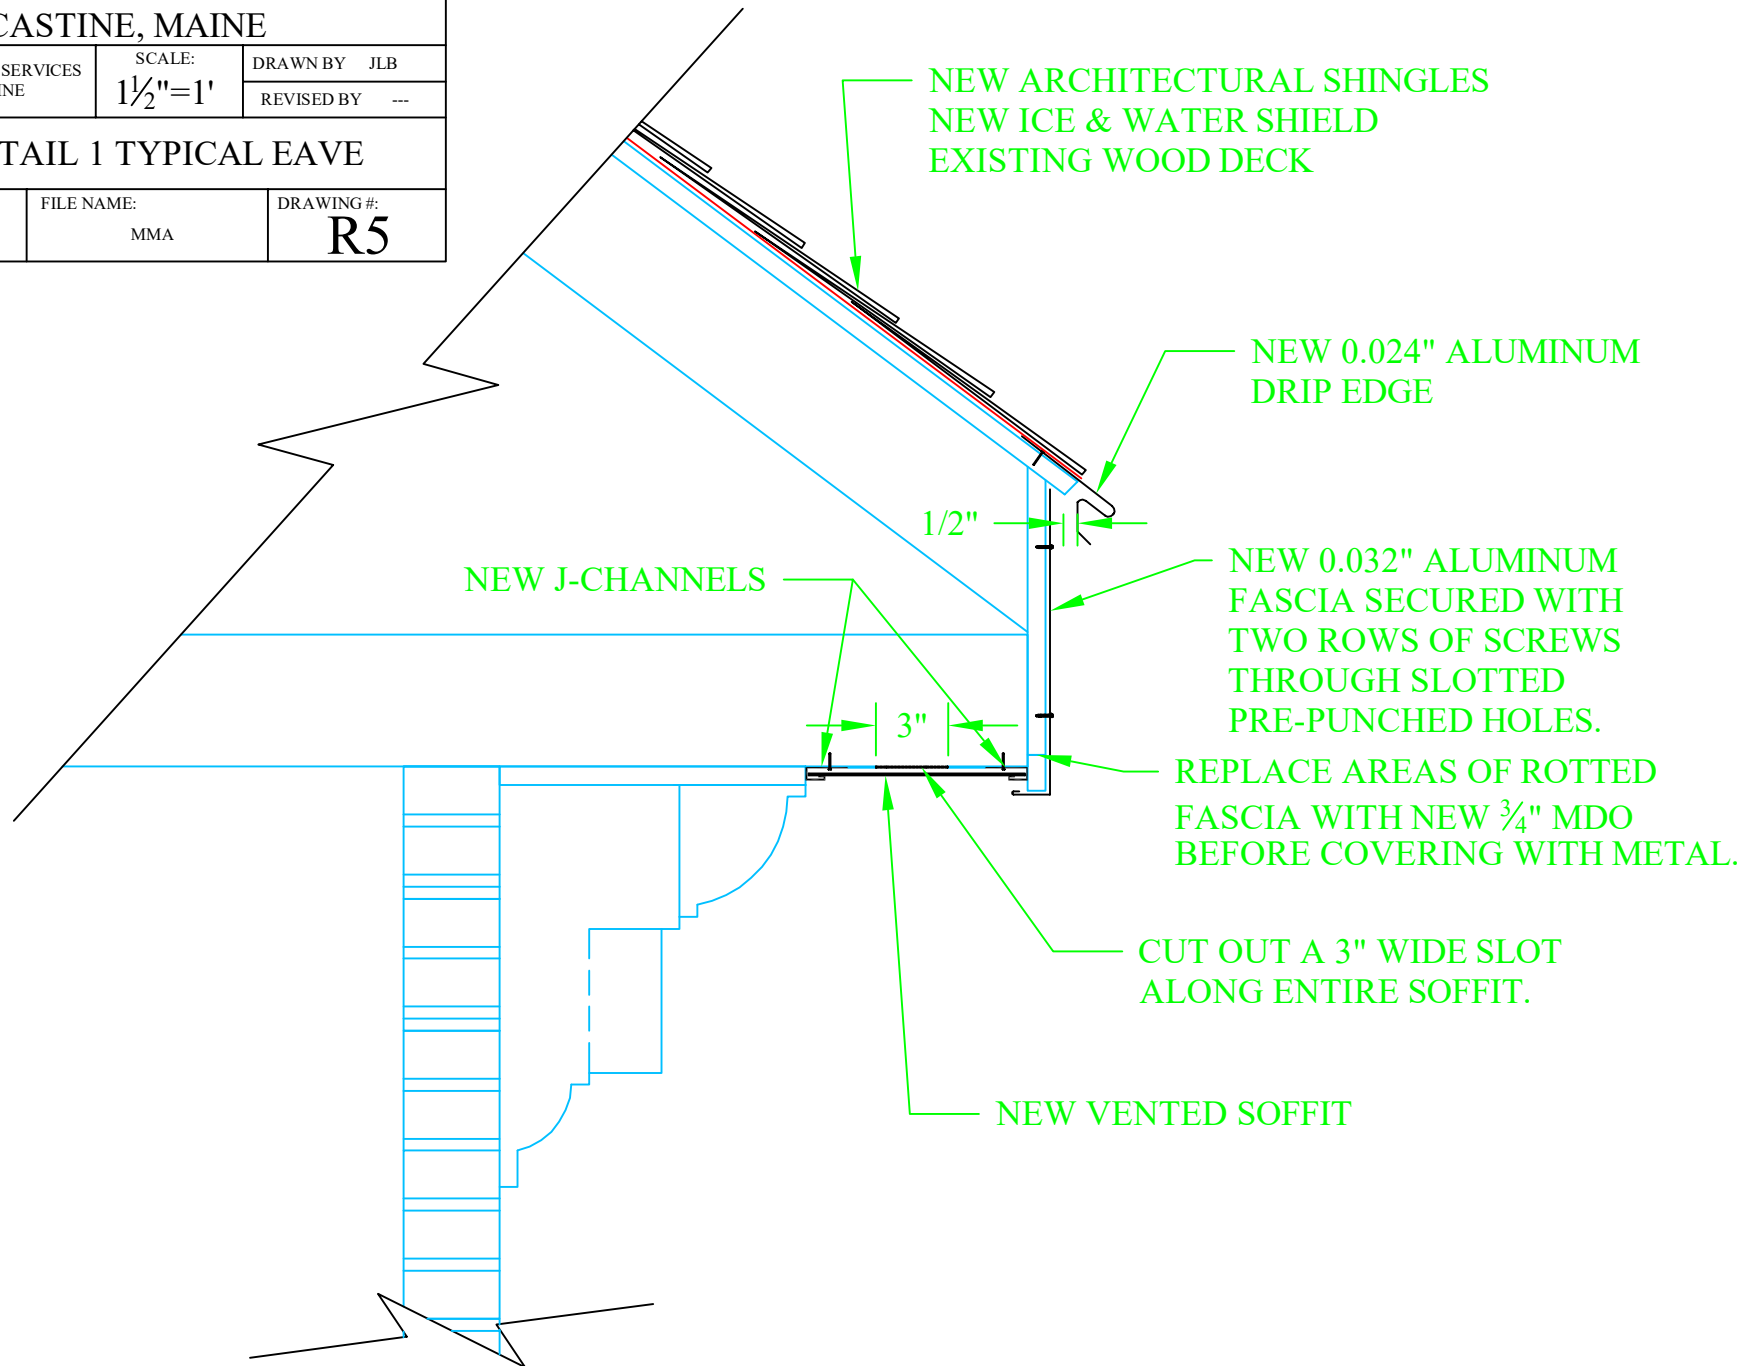 CASTINE, MAINE
SERVICES
SCALE:
1½"=1'
DRAWN BY JLB
REVISED BY ---
TAIL 1 TYPICAL EAVE
FILE NAME:
MMA
DRAWING #:
R5
NEW ARCHITECTURAL SHINGLES
NEW ICE & WATER SHIELD
EXISTING WOOD DECK
NEW 0.024" ALUMINUM
DRIP EDGE
1/2"
NEW J-CHANNELS
NEW 0.032" ALUMINUM
FASCIA SECURED WITH
TWO ROWS OF SCREWS
THROUGH SLOTTED
PRE-PUNCHED HOLES.
3"
REPLACE AREAS OF ROTTED
FASCIA WITH NEW ¾" MDO
BEFORE COVERING WITH METAL.
CUT OUT A 3" WIDE SLOT
ALONG ENTIRE SOFFIT.
NEW VENTED SOFFIT